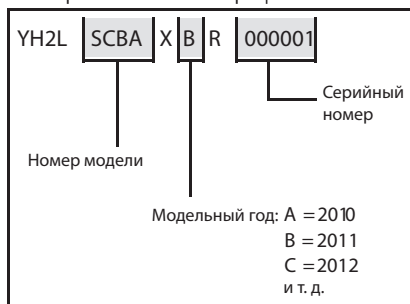 YH2L SCBA X B R 000001
Серийный
номер
Номер модели
Модельный год: A =2010
B =2011
C =2012
и т. д.